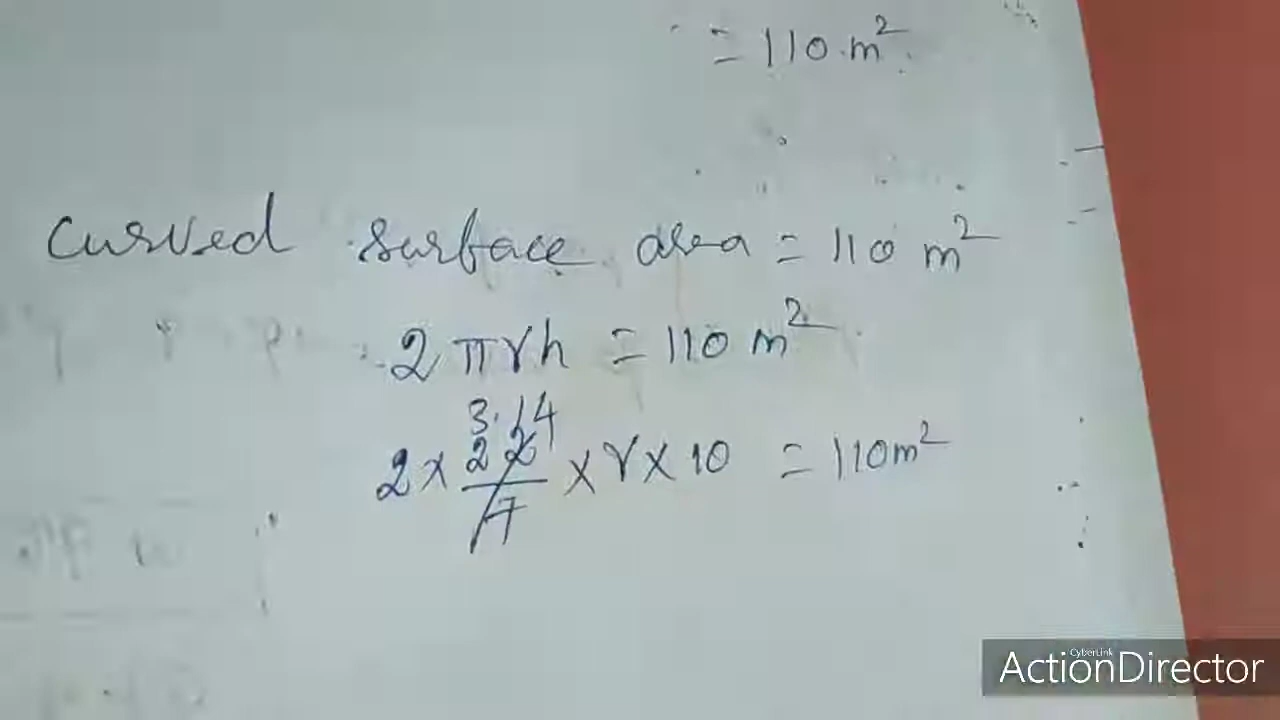 = 110 m²
Curved surface area = 110 m²
2πrh = 110 m²
3.14
2 × 22/7 × r × 10 = 110m²
CyberLink
ActionDirector